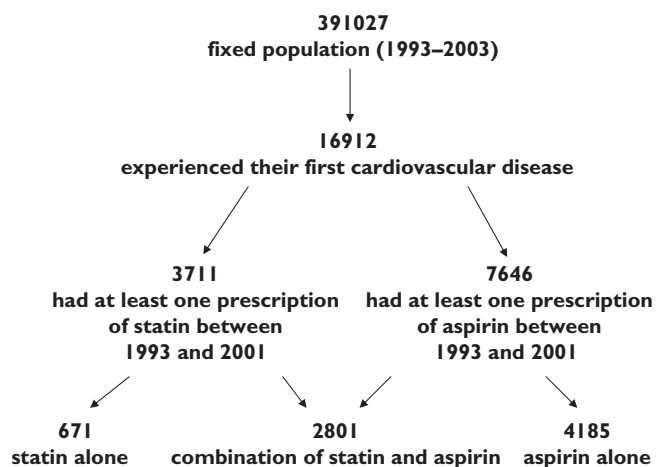 391027
fixed population (1993–2003)
16912
experienced their first cardiovascular disease
3711
had at least one prescription
of statin between
1993 and 2001
7646
had at least one prescription
of aspirin between
1993 and 2001
671
statin alone
2801
combination of statin and aspirin
4185
aspirin alone